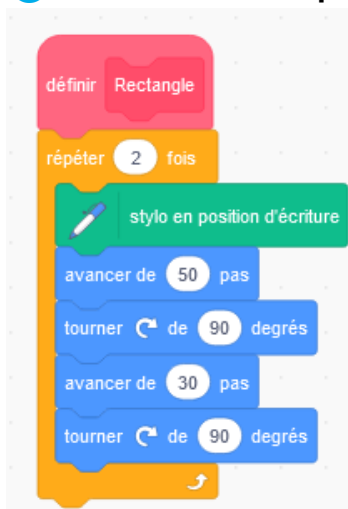 définir Rectangle
répéter 2 fois
stylo en position d'écriture
avancer de 50 pas
tourner de 90 degrés
avancer de 30 pas
tourner de 90 degrés